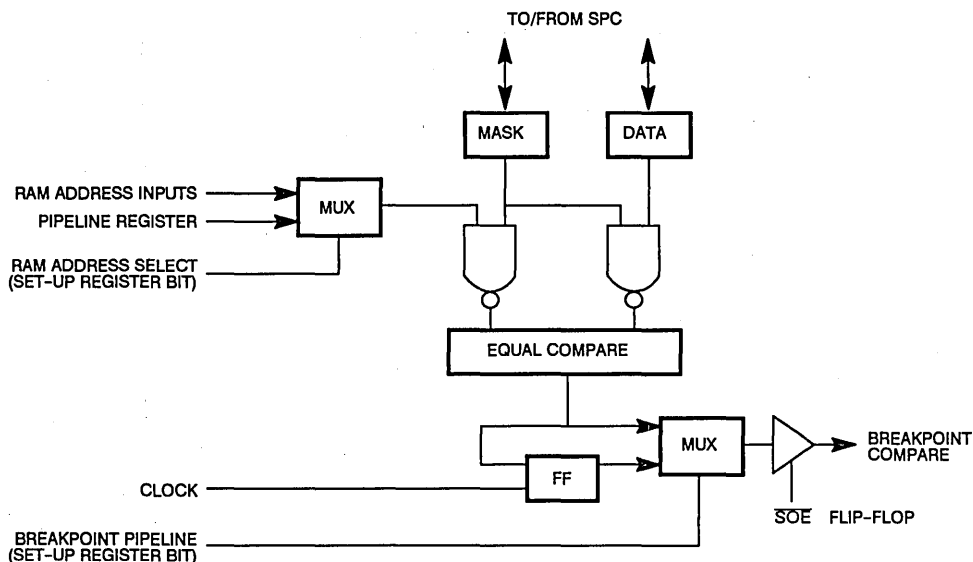 TO/FROM SPC
MASK
DATA
RAM ADDRESS INPUTS
MUX
PIPELINE REGISTER
RAM ADDRESS SELECT
(SET-UP REGISTER BIT)
EQUAL COMPARE
MUX
BREAKPOINT
COMPARE
FF
CLOCK
SOE FLIP-FLOP
BREAKPOINT PIPELINE
(SET-UP REGISTER BIT)